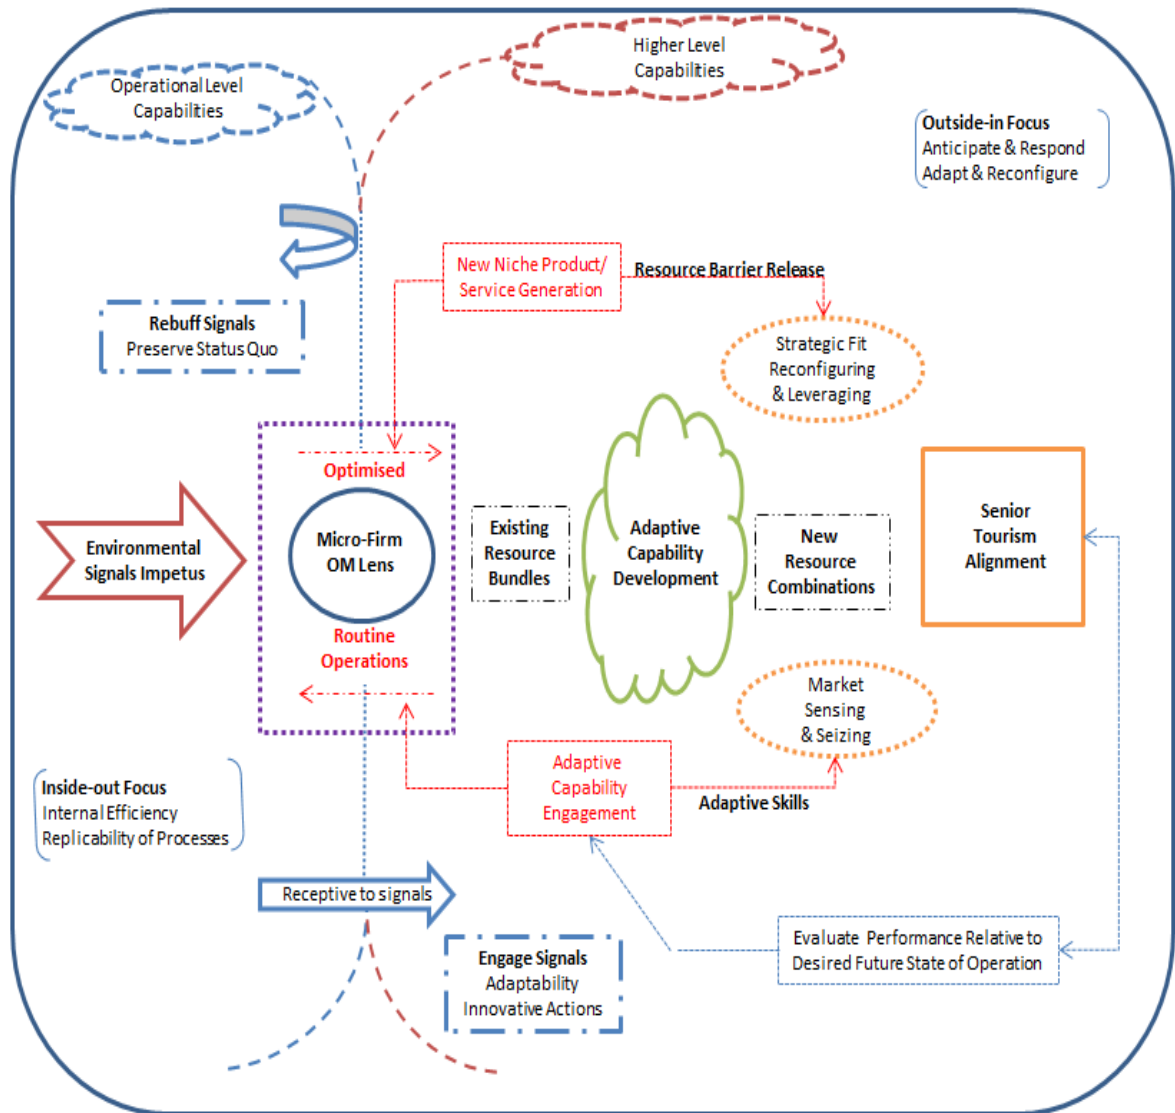 Higher Level
Capabilities
Operational Level
Capabilities
Outside-in Focus
Anticipate & Respond
Adapt & Reconfigure
New Niche Product/
Service Generation
Resource Barrier Release
Rebuff Signals
Preserve Status Quo
Strategic Fit
Reconfiguring
& Leveraging
Optimised
Environmental
Signals Impetus
Micro-Firm
OM Lens
Existing
Resource
Bundles
Adaptive
Capability
Development
New
Resource
Combinations
Senior
Tourism
Alignment
Routine
Operations
Market
Sensing
& Seizing
Inside-out Focus
Internal Efficiency
Replicability of Processes
Adaptive
Capability
Engagement
Adaptive Skills
Receptive to signals
Evaluate Performance Relative to
Desired Future State of Operation
Engage Signals
Adaptability
Innovative Actions